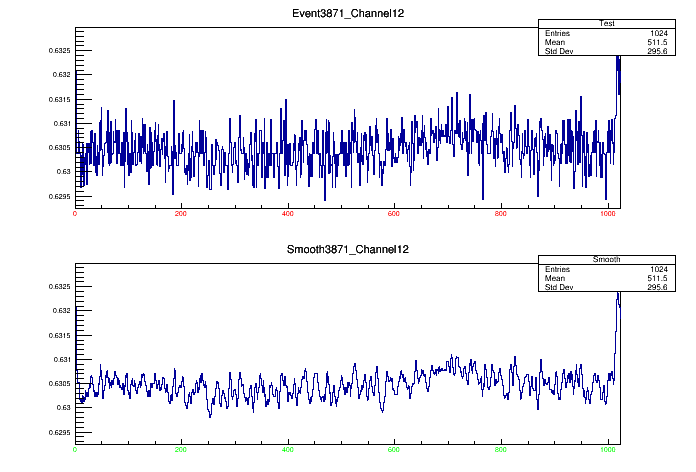 Event3871_Channel12
Test
Entries 1024
Mean 511.5
Std Dev 295.6
0.6325
0.632
0.6315
0.631
0.6305
0.63
0.6295
0 200 400 600 800 1000
Smooth3871_Channel12
Smooth
Entries 1024
Mean 511.5
Std Dev 295.6
0.6325
0.632
0.6315
0.631
0.6305
0.63
0.6295
0 200 400 600 800 1000